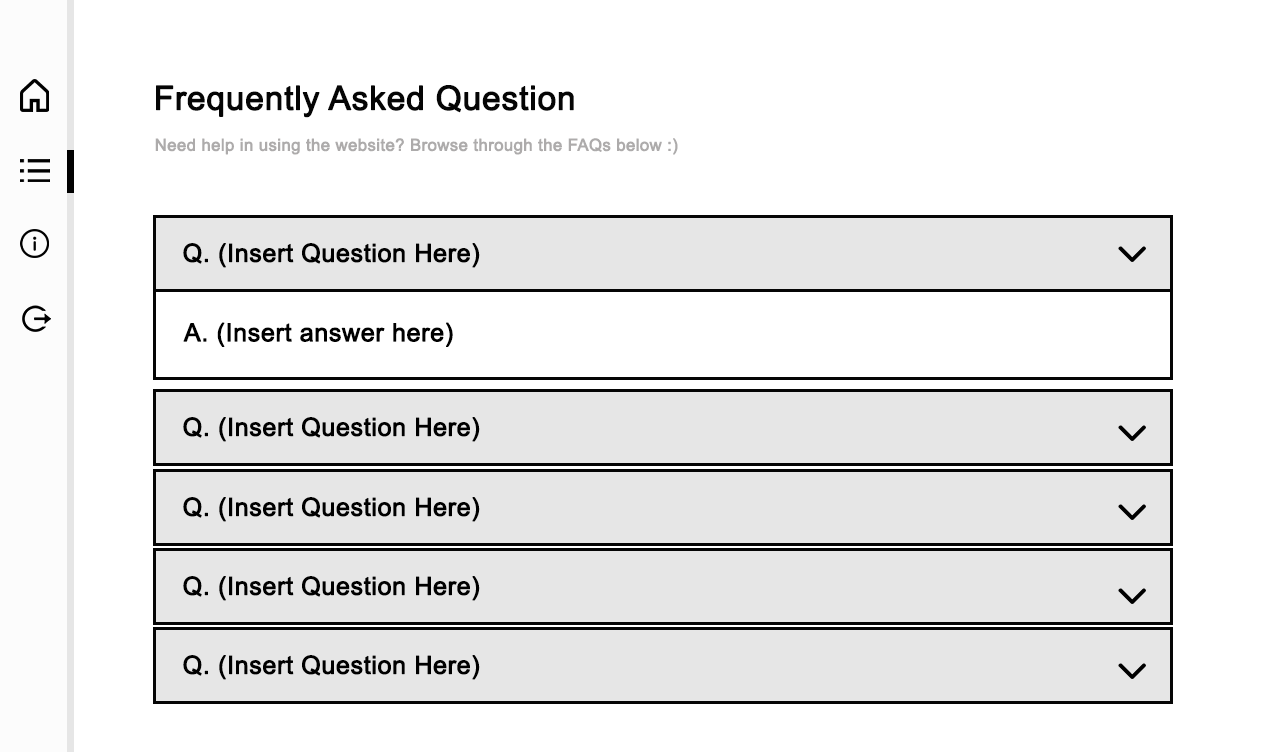 Frequently Asked Question
Need help in using the website? Browse through the FAQs below :)
Q. (Insert Question Here)
A. (Insert answer here)
Q. (Insert Question Here)
Q. (Insert Question Here)
Q. (Insert Question Here)
Q. (Insert Question Here)